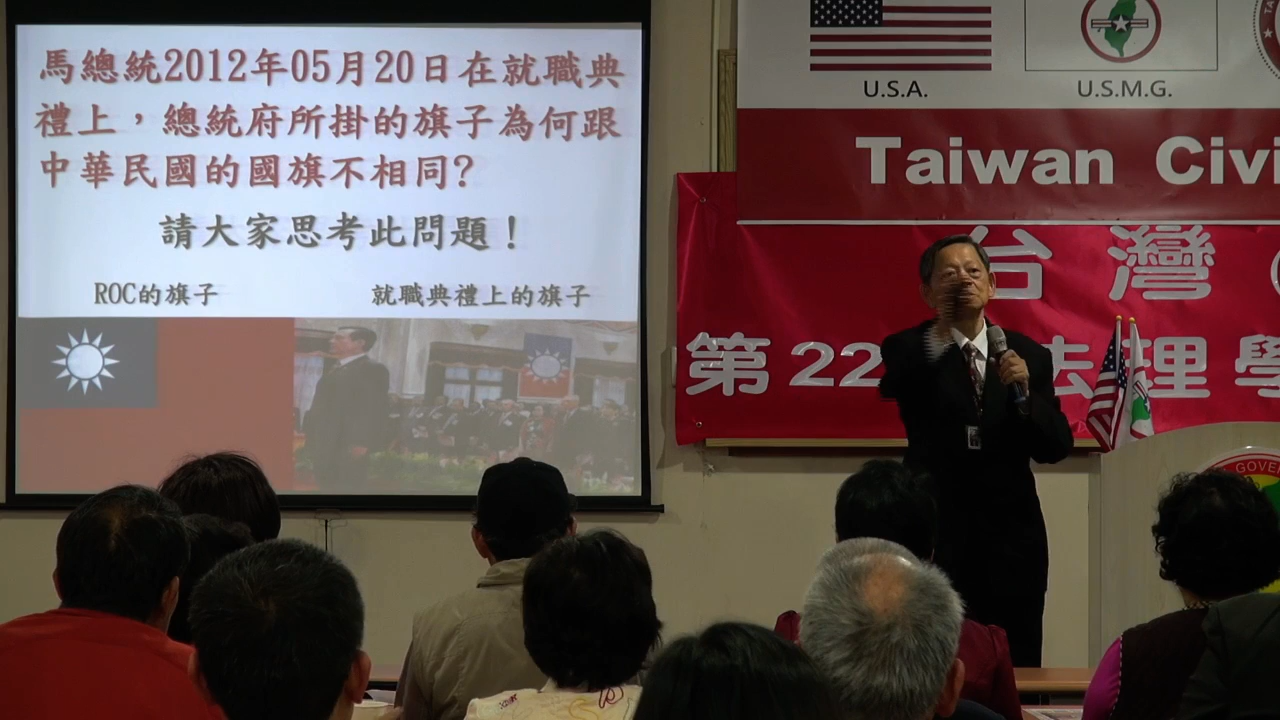 馬總統2012年05月20日在就職典
禮上，總統府所掛的旗子為何跟
中華民國的國旗不相同?
請大家思考此問題！
ROC的旗子
就職典禮上的旗子
U.S.A.
U.S.M.G.
Taiwan Civi
台灣
第22 法理學
GOVER